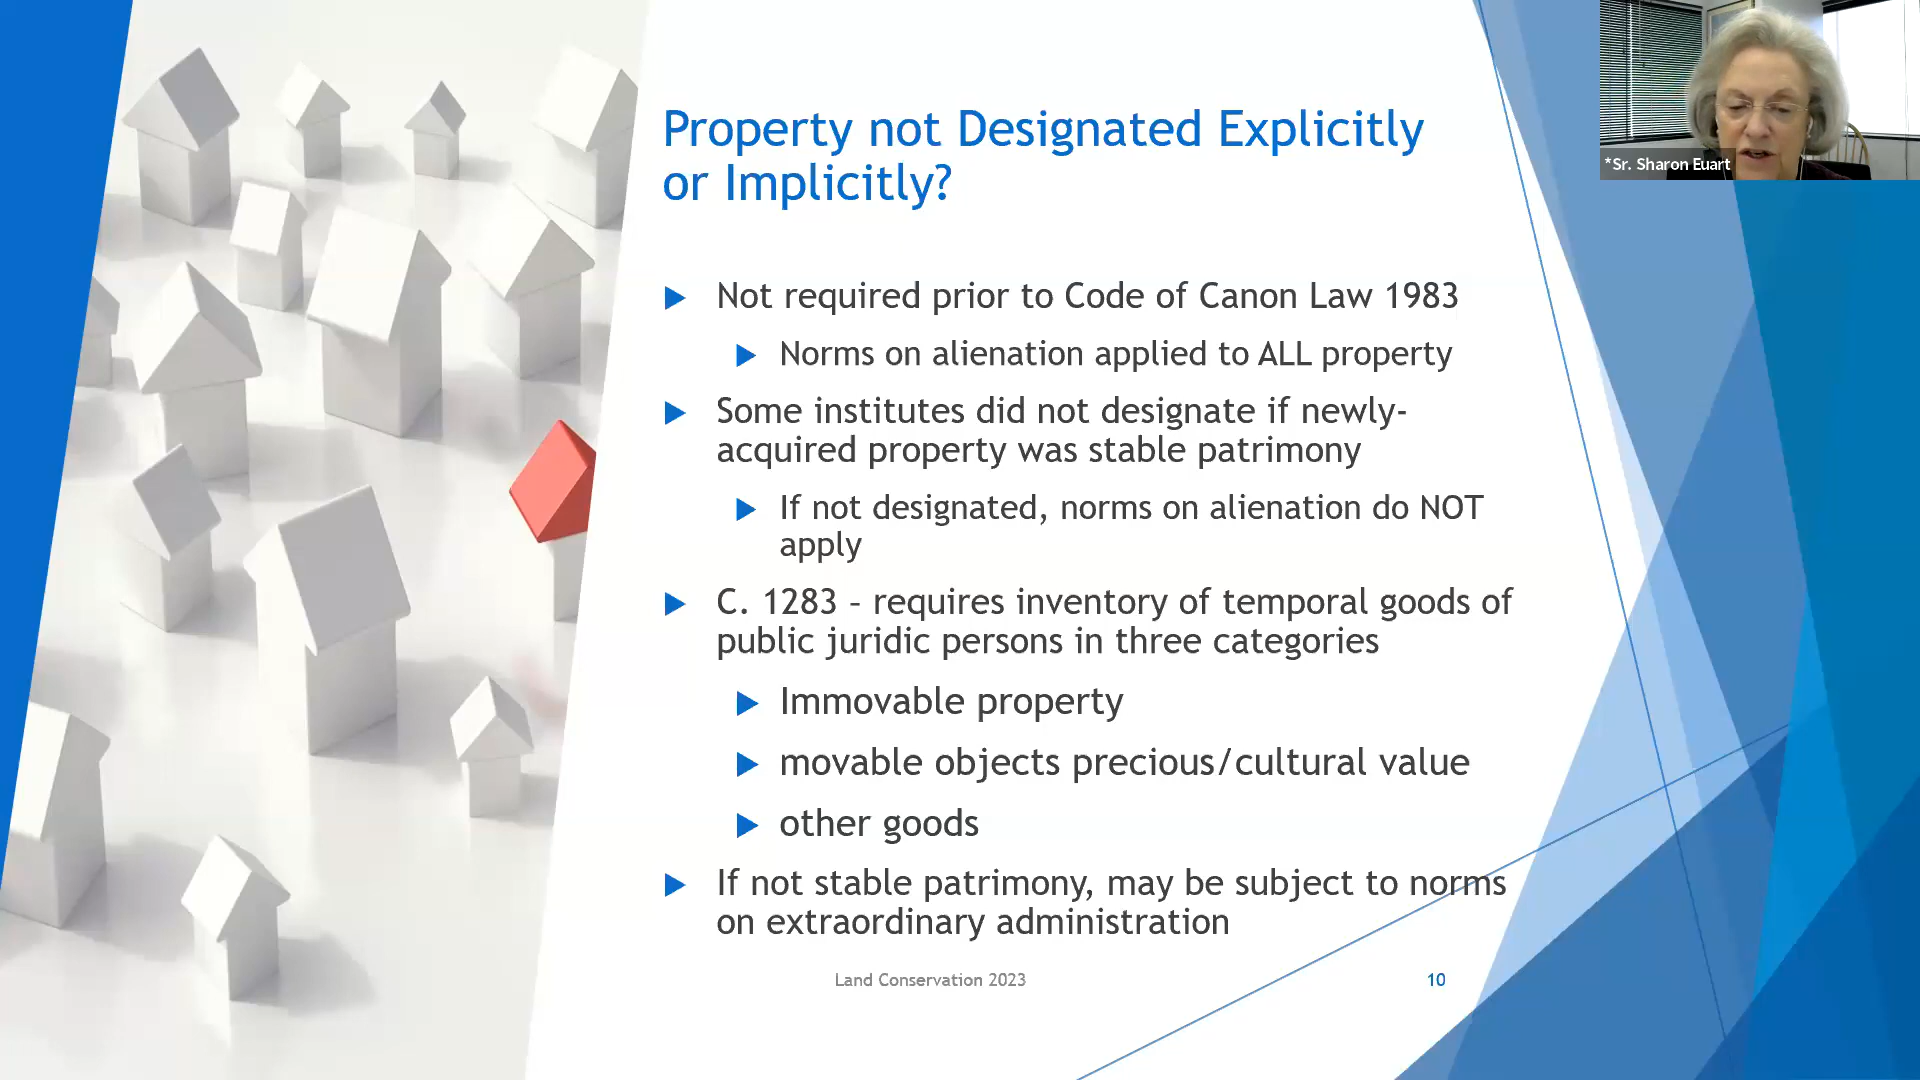 *Sr. Sharon Euart
Property not Designated Explicitly
or Implicitly?
Not required prior to Code of Canon Law 1983
Norms on alienation applied to ALL property
Some institutes did not designate if newly-
acquired property was stable patrimony
If not designated, norms on alienation do NOT
apply
C. 1283 – requires inventory of temporal goods of
public juridic persons in three categories
Immovable property
movable objects precious/cultural value
other goods
If not stable patrimony, may be subject to norms
on extraordinary administration
Land Conservation 2023
10